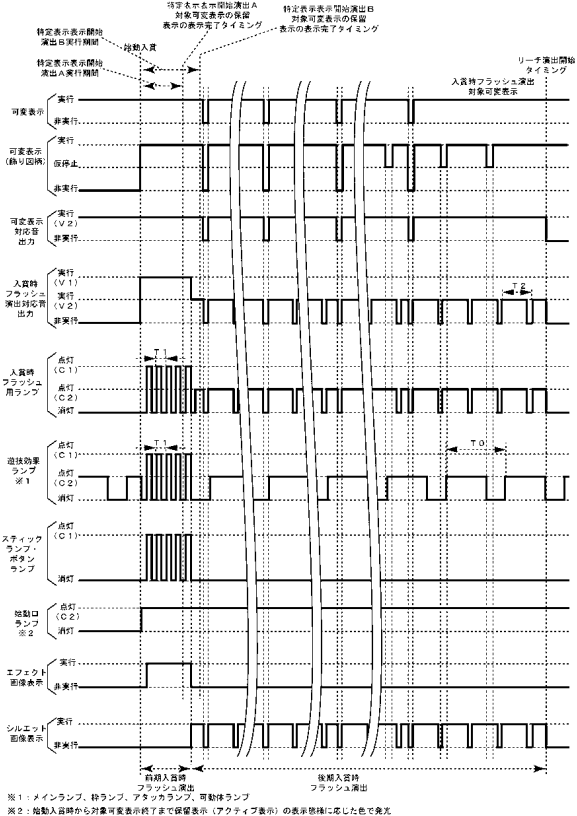 特定表示表示開始演出A
対象可変表示の保留
表示の表示完了タイミング
特定表示表示開始演出B
対象可変表示の保留
表示の表示完了タイミング
特定表示表示開始
演出B実行期間
始動入賞
特定表示表示開始
演出A実行期間
リーチ演出開始
タイミング
入賞時フラッシュ演出
対象可変表示
可変表示
実行
非実行
可変表示
(飾り図柄)
実行
仮停止
非実行
可変表示
対応音
出力
実行
(V2)
非実行
入賞時
フラッシュ
演出対応音
出力
実行
(V1)
実行
(V2)
非実行
T2
入賞時
フラッシュ
用ランプ
点灯
(C1)
点灯
(C2)
消灯
T1
遊技効果
ランプ
※1
点灯
(C1)
点灯
(C2)
消灯
T1
T0
スティック
ランプ・
ボタン
ランプ
点灯
(C1)
消灯
始動口
ランプ
※2
点灯
(C2)
消灯
エフェクト
画像表示
実行
非実行
シルエット
画像表示
実行
非実行
前期入賞時
フラッシュ演出
後期入賞時
フラッシュ演出
※1:メインランプ、枠ランプ、アタッカランプ、可動体ランプ
※2:始動入賞時から対象可変表示終了まで保留表示(アクティブ表示)の表示態様に応じた色で発光